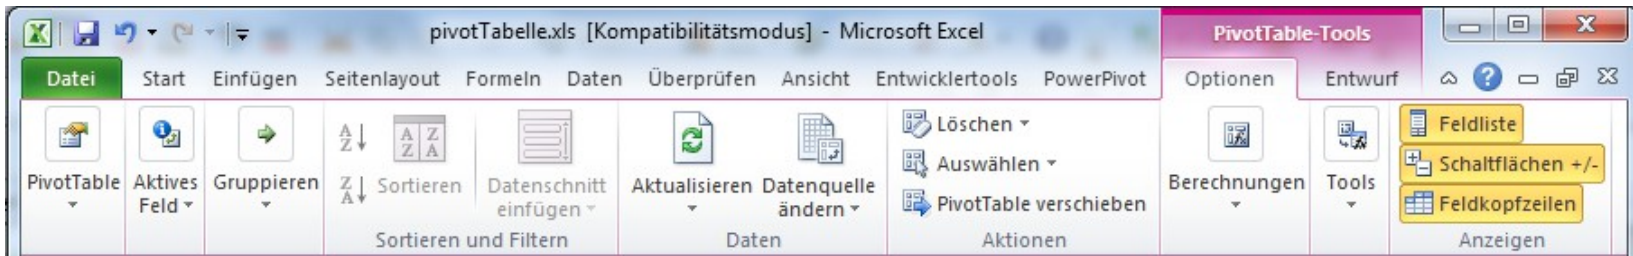 pivotTabelle.xls [Kompatibilitätsmodus] - Microsoft Excel
PivotTable-Tools
Datei Start Einfügen Seitenlayout Formeln Daten Überprüfen Ansicht Entwicklertools PowerPivot Optionen Entwurf
PivotTable
Aktives
Feld
Gruppieren
Sortieren
Datenschnitt
einfügen
Sortieren und Filtern
Aktualisieren
Datenquelle
ändern
Daten
Löschen
Auswählen
PivotTable verschieben
Aktionen
Berechnungen
Tools
Feldliste
Schaltflächen +/-
Feldkopfzeilen
Anzeigen